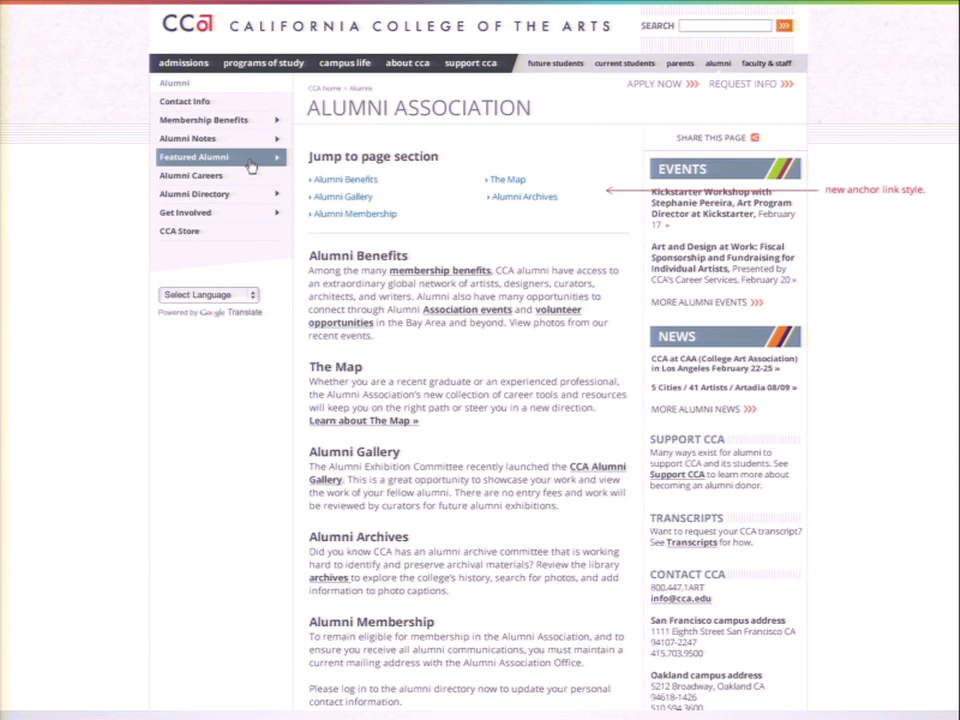 CCa CALIFORNIA COLLEGE OF THE ARTS
SEARCH
admissions programs of study campus life about cca support cca
future students current students parents alumni faculty & staff
Alumni
Contact Info
Membership Benefits
Alumni Notes
Featured Alumni
Alumni Careers
Alumni Directory
Get Involved
CCA Store
Select Language
Powered by Google Translate
CCA home > Alumni
APPLY NOW REQUEST INFO
ALUMNI ASSOCIATION
Jump to page section
› Alumni Benefits
› The Map
› Alumni Gallery
› Alumni Archives
› Alumni Membership
Alumni Benefits
Among the many membership benefits, CCA alumni have access to
an extraordinary global network of artists, designers, curators,
architects, and writers. Alumni also have many opportunities to
connect through Alumni Association events and volunteer
opportunities in the Bay Area and beyond. View photos from our
recent events.
The Map
Whether you are a recent graduate or an experienced professional,
the Alumni Association's new collection of career tools and resources
will keep you on the right path or steer you in a new direction.
Learn about The Map »
Alumni Gallery
The Alumni Exhibition Committee recently launched the CCA Alumni
Gallery. This is a great opportunity to showcase your work and view
the work of your fellow alumni. There are no entry fees and work will
be reviewed by curators for future alumni exhibitions.
Alumni Archives
Did you know CCA has an alumni archive committee that is working
hard to identify and preserve archival materials? Review the library
archives to explore the college's history, search for photos, and add
information to photo captions.
Alumni Membership
To remain eligible for membership in the Alumni Association, and to
ensure you receive all alumni communications, you must maintain a
current mailing address with the Alumni Association Office.
Please log in to the alumni directory now to update your personal
contact information.
SHARE THIS PAGE
EVENTS
Kickstarter Workshop with
Stephanie Pereira, Art Program
Director at Kickstarter, February
17 »
Art and Design at Work: Fiscal
Sponsorship and Fundraising for
Individual Artists, Presented by
CCA's Career Services, February 20 »
MORE ALUMNI EVENTS
NEWS
CCA at CAA (College Art Association)
in Los Angeles February 22-25 »
5 Cities / 41 Artists / Artadia 08/09 »
MORE ALUMNI NEWS
SUPPORT CCA
Many ways exist for alumni to
support CCA and its students. See
Support CCA to learn more about
becoming an alumni donor.
TRANSCRIPTS
Want to request your CCA transcript?
See Transcripts for how.
CONTACT CCA
800.447.1ART
info@cca.edu
San Francisco campus address
1111 Eighth Street San Francisco CA
94107-2247
415.703.9500
Oakland campus address
5212 Broadway, Oakland CA
94618-1426
510.594.3600
new anchor link style.